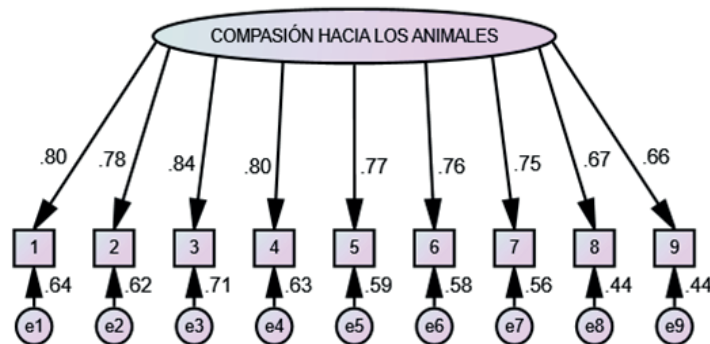 COMPASIÓN HACIA LOS ANIMALES
.80 .78 .84 .80 .77 .76 .75 .67 .66
1 2 3 4 5 6 7 8 9
.64 .62 .71 .63 .59 .58 .56 .44 .44
e1 e2 e3 e4 e5 e6 e7 e8 e9